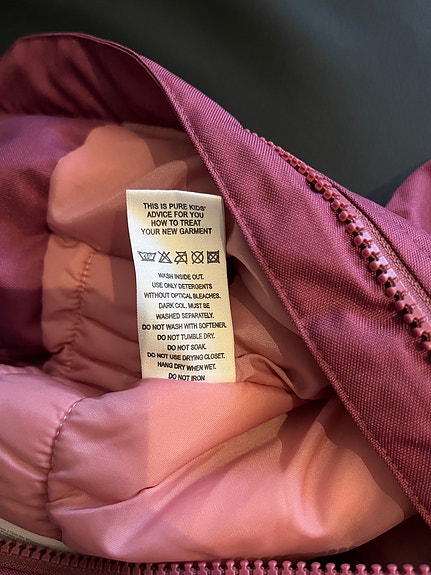 THIS IS PURE KIDS'
ADVICE FOR YOU
HOW TO TREAT
YOUR NEW GARMENT
WASH INSIDE OUT.
USE ONLY DETERGENTS
WITHOUT OPTICAL BLEACHES.
DARK COL. MUST BE
WASHED SEPARATELY.
DO NOT WASH WITH SOFTENER.
DO NOT TUMBLE DRY.
DO NOT SOAK.
DO NOT USE DRYING CLOSET.
HANG DRY WHEN WET.
DO NOT IRON